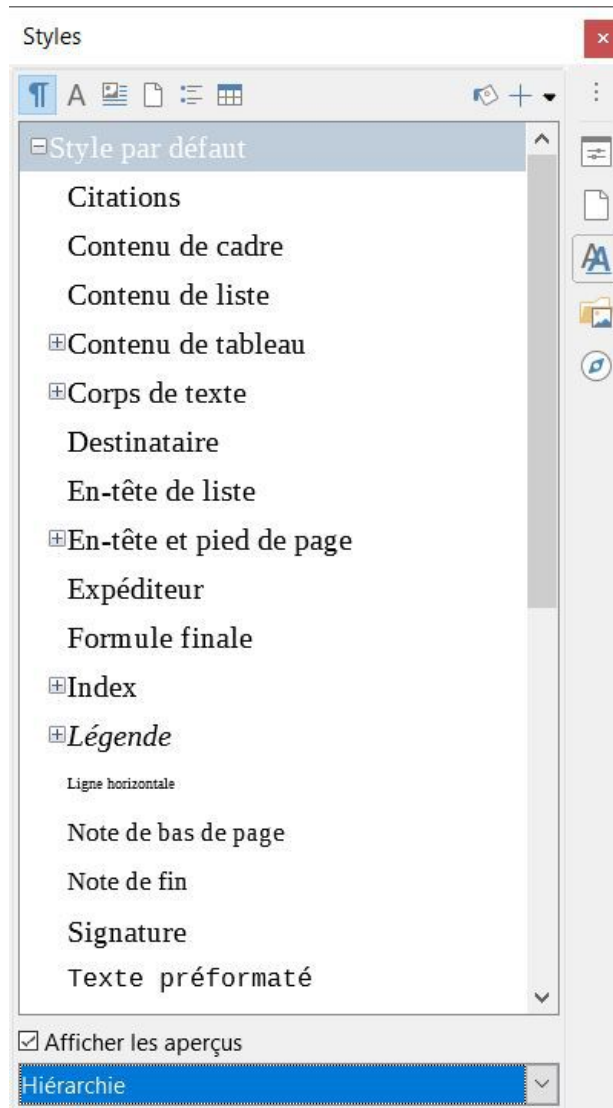 Styles
Style par défaut
Citations
Contenu de cadre
Contenu de liste
Contenu de tableau
Corps de texte
Destinataire
En-tête de liste
En-tête et pied de page
Expéditeur
Formule finale
Index
Légende
Ligne horizontale
Note de bas de page
Note de fin
Signature
Texte préformaté
Afficher les aperçus
Hiérarchie